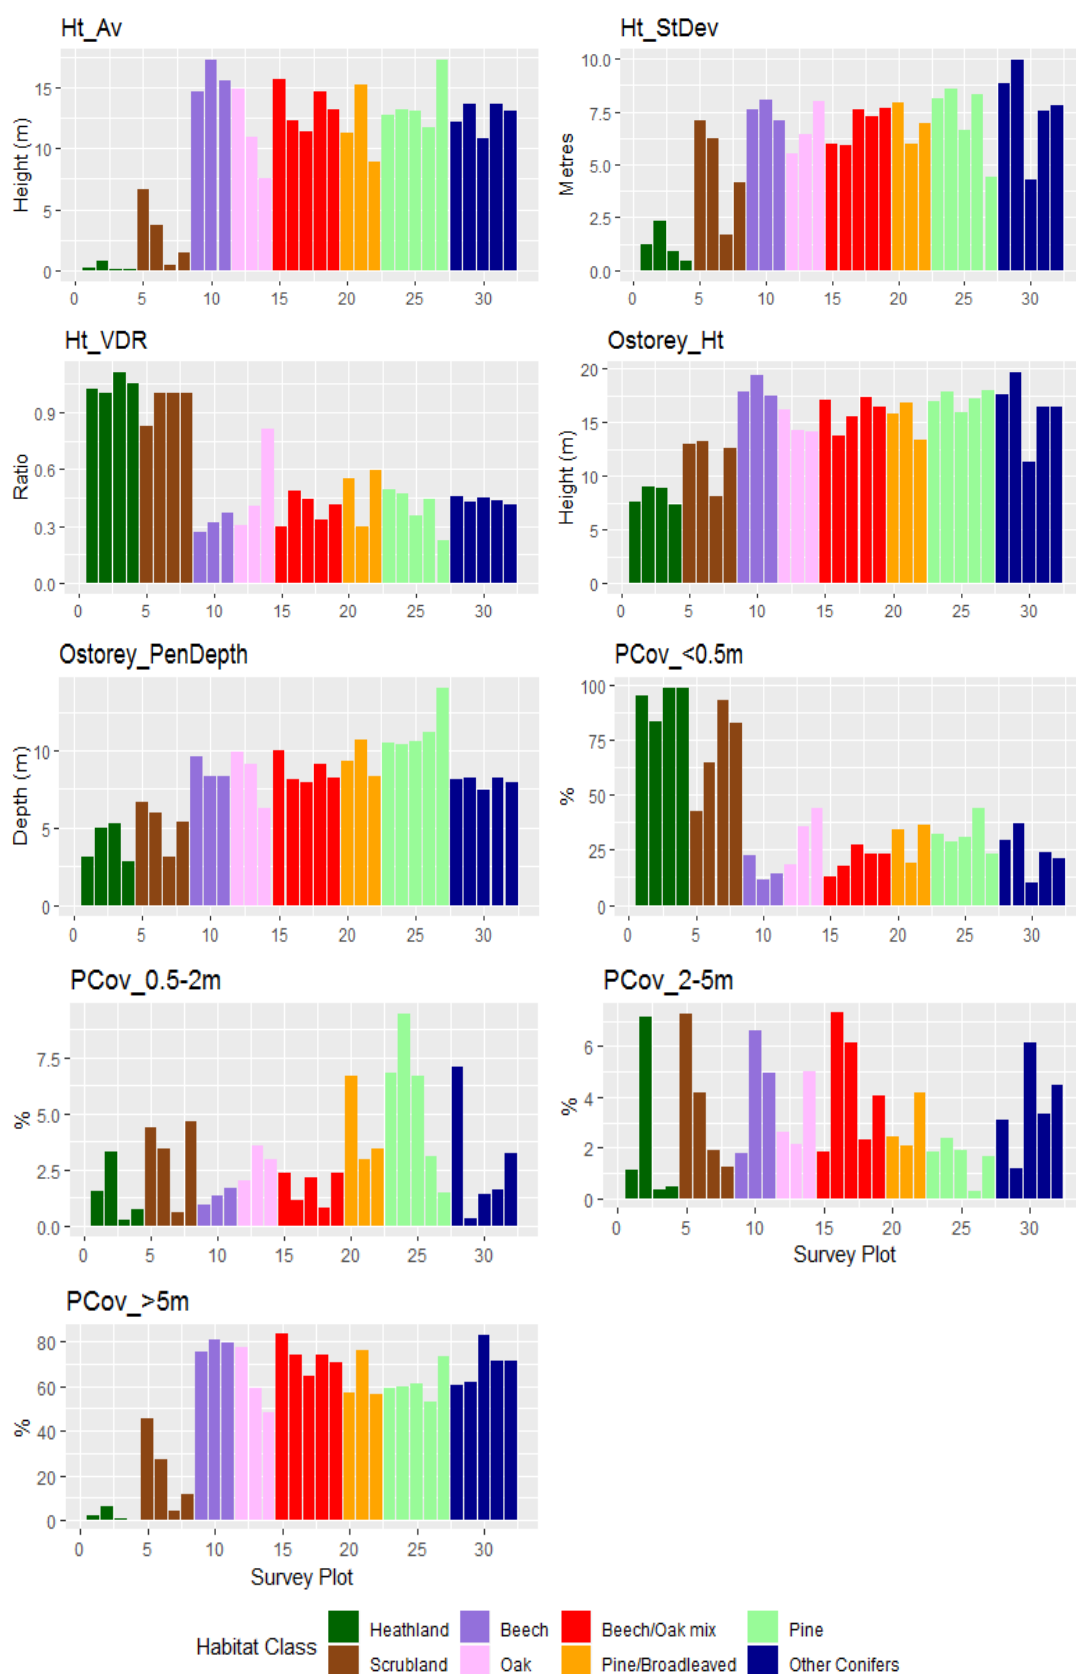 Ht_Av
Height (m)
15
10
5
0
0 5 10 15 20 25 30
Ht_StDev
Metres
10.0
7.5
5.0
2.5
0.0
0 5 10 15 20 25 30
Ht_VDR
Ratio
0.9
0.6
0.3
0.0
0 5 10 15 20 25 30
Ostorey_Ht
Height (m)
20
15
10
5
0
0 5 10 15 20 25 30
Ostorey_PenDepth
Depth (m)
10
5
0
0 5 10 15 20 25 30
PCov_<0.5m
%
100
75
50
25
0
0 5 10 15 20 25 30
PCov_0.5-2m
%
7.5
5.0
2.5
0.0
0 5 10 15 20 25 30
PCov_2-5m
%
6
4
2
0
0 5 10 15 20 25 30
Survey Plot
PCov_>5m
%
80
60
40
20
0
0 5 10 15 20 25 30
Survey Plot
Habitat Class
Heathland Beech Beech/Oak mix Pine
Scrubland Oak Pine/Broadleaved Other Conifers